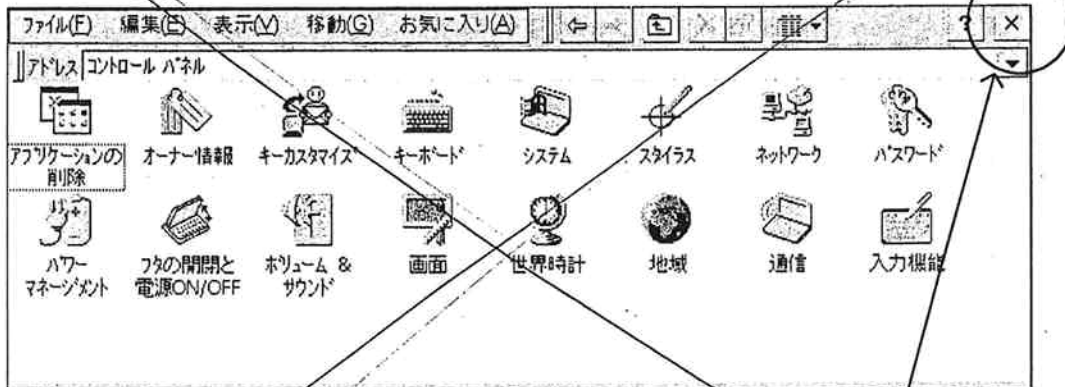 ファイル(F) 編集(E) 表示(V) 移動(G) お気に入り(A) ? ×
アドレス コントロール パネル
アプリケーションの
削除
オーナー情報
キーカスタマイズ
キーボード
システム
スタイラス
ネットワーク
パスワード
パワー
マネージメント
フタの開閉と
電源ON/OFF
ボリューム &
サウンド
画面
世界時計
地域
通信
入力機能